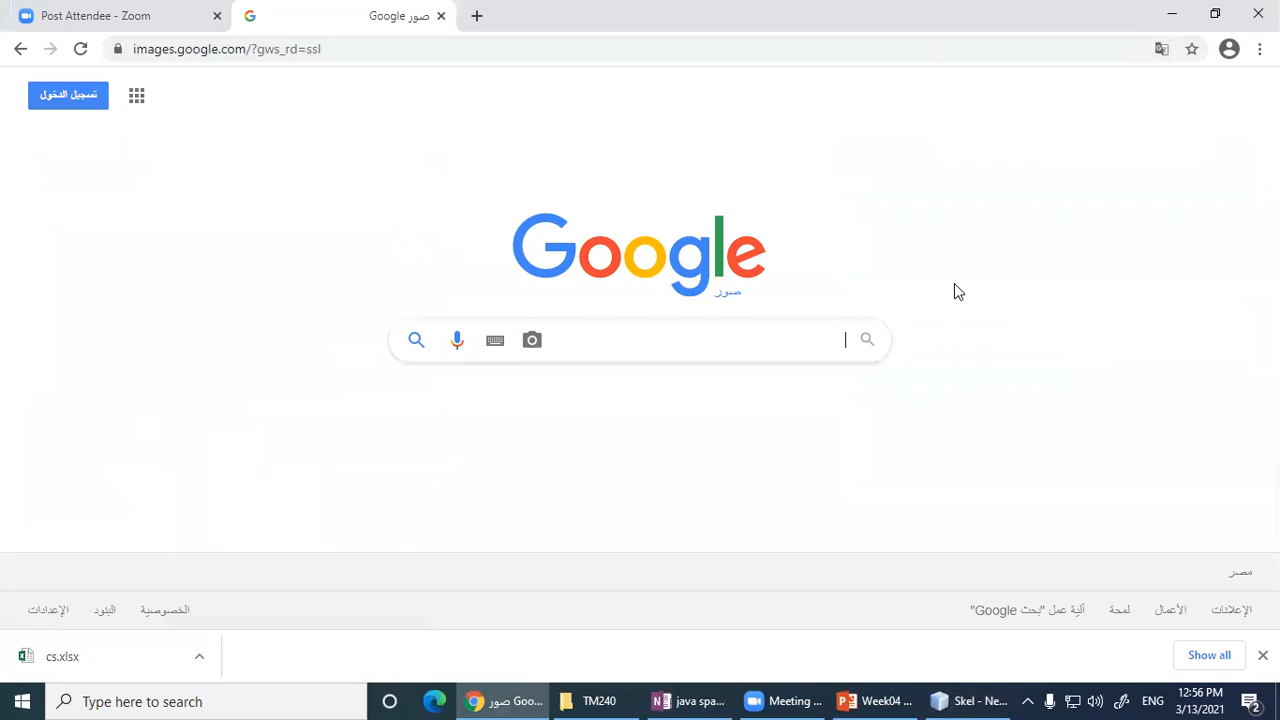 Post Attendee - Zoom
صور Google
images.google.com/?gws_rd=ssl
تسجيل الدخول
Google
صور
مصر
الإعلانات الأعمال لمحة آلية عمل "بحث Google"
الخصوصية البنود الإعدادات
cs.xlsx
Show all
Type here to search
صور Goo...
TM240
java spa...
Meeting ...
Week04 ...
Skel - Ne...
ENG
12:56 PM
3/13/2021
2